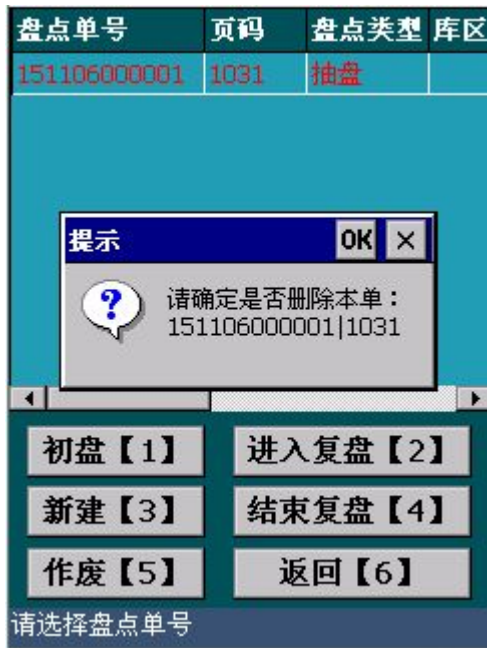 盘点单号 页码 盘点类型 库区
151106000001 1031 抽盘
提示 OK ×
?
请确定是否删除本单：
151106000001|1031
初盘【1】 进入复盘【2】
新建【3】 结束复盘【4】
作废【5】 返回【6】
请选择盘点单号